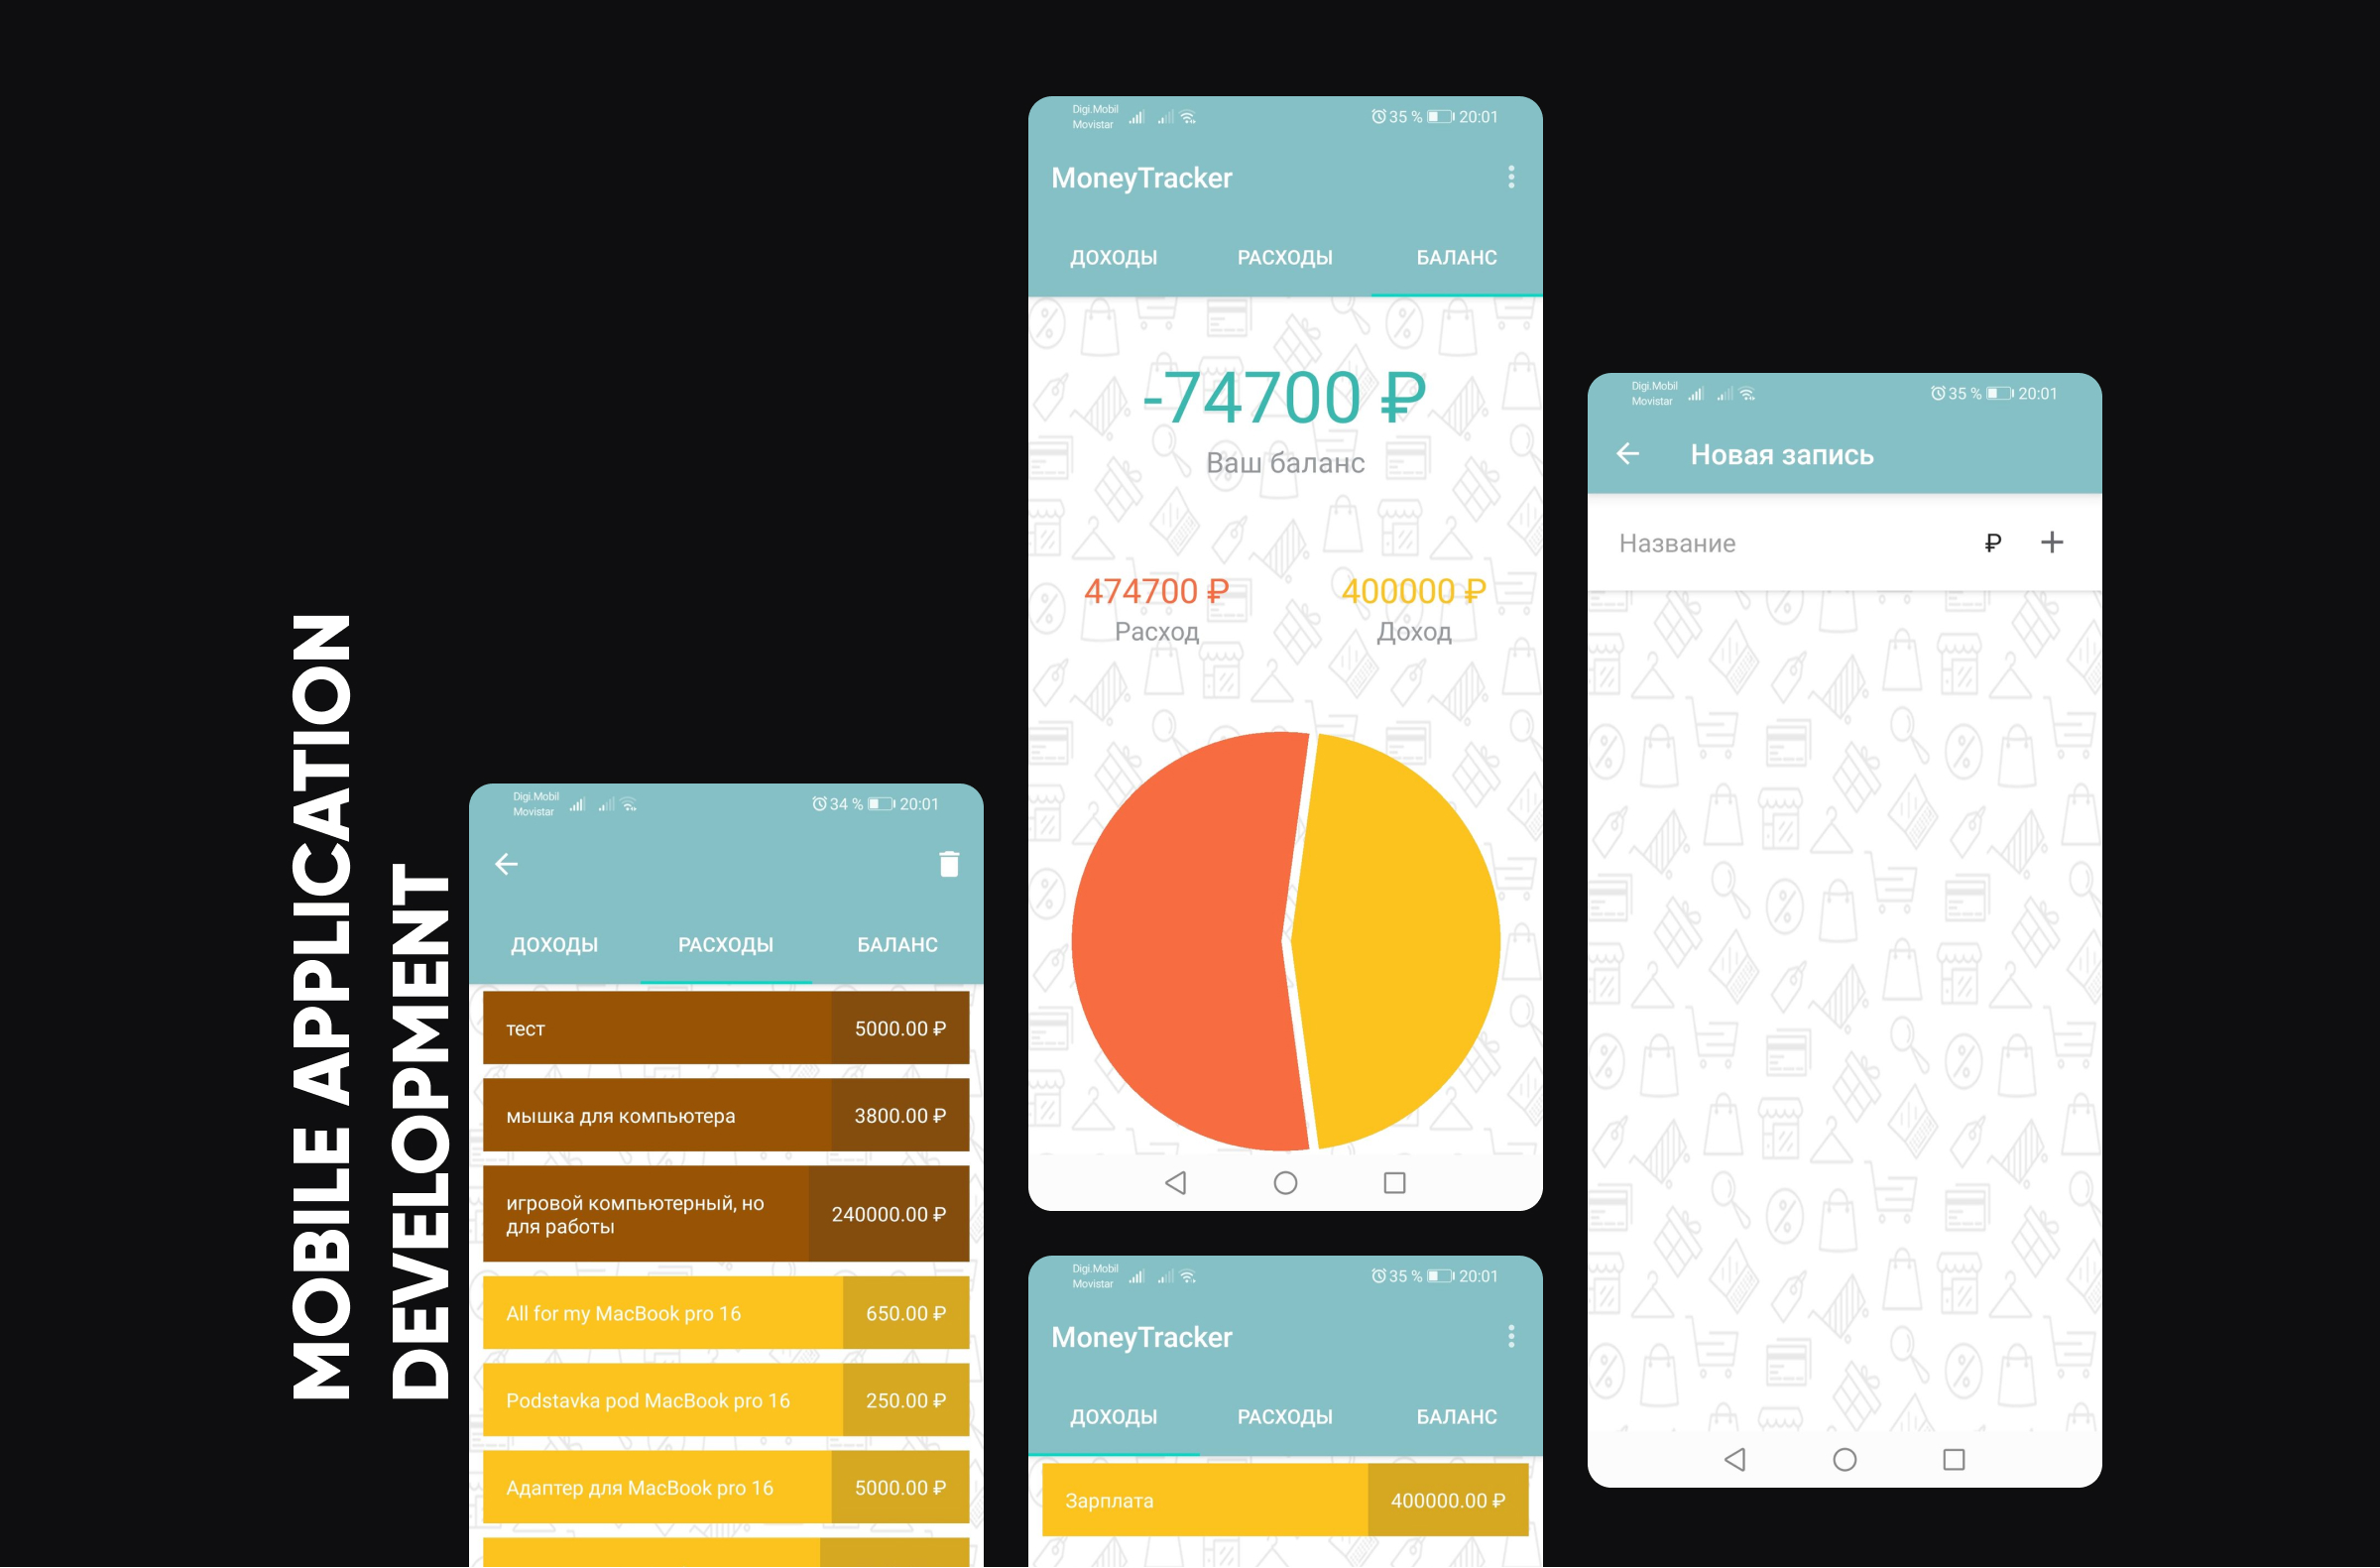 MOBILE APPLICATION
DEVELOPMENT
Digi.Mobil
Movistar
34 % 20:01
ДОХОДЫ РАСХОДЫ БАЛАНС
тест 5000.00 ₽
мышка для компьютера 3800.00 ₽
игровой компьютерный, но
для работы 240000.00 ₽
All for my MacBook pro 16 650.00 ₽
Podstavka pod MacBook pro 16 250.00 ₽
Адаптер для MacBook pro 16 5000.00 ₽
Digi.Mobil
Movistar
35 % 20:01
MoneyTracker
ДОХОДЫ РАСХОДЫ БАЛАНС
-74700 ₽
Ваш баланс
474700 ₽ 400000 ₽
Расход Доход
Digi.Mobil
Movistar
35 % 20:01
MoneyTracker
ДОХОДЫ РАСХОДЫ БАЛАНС
Зарплата 400000.00 ₽
Digi.Mobil
Movistar
35 % 20:01
Новая запись
Название ₽